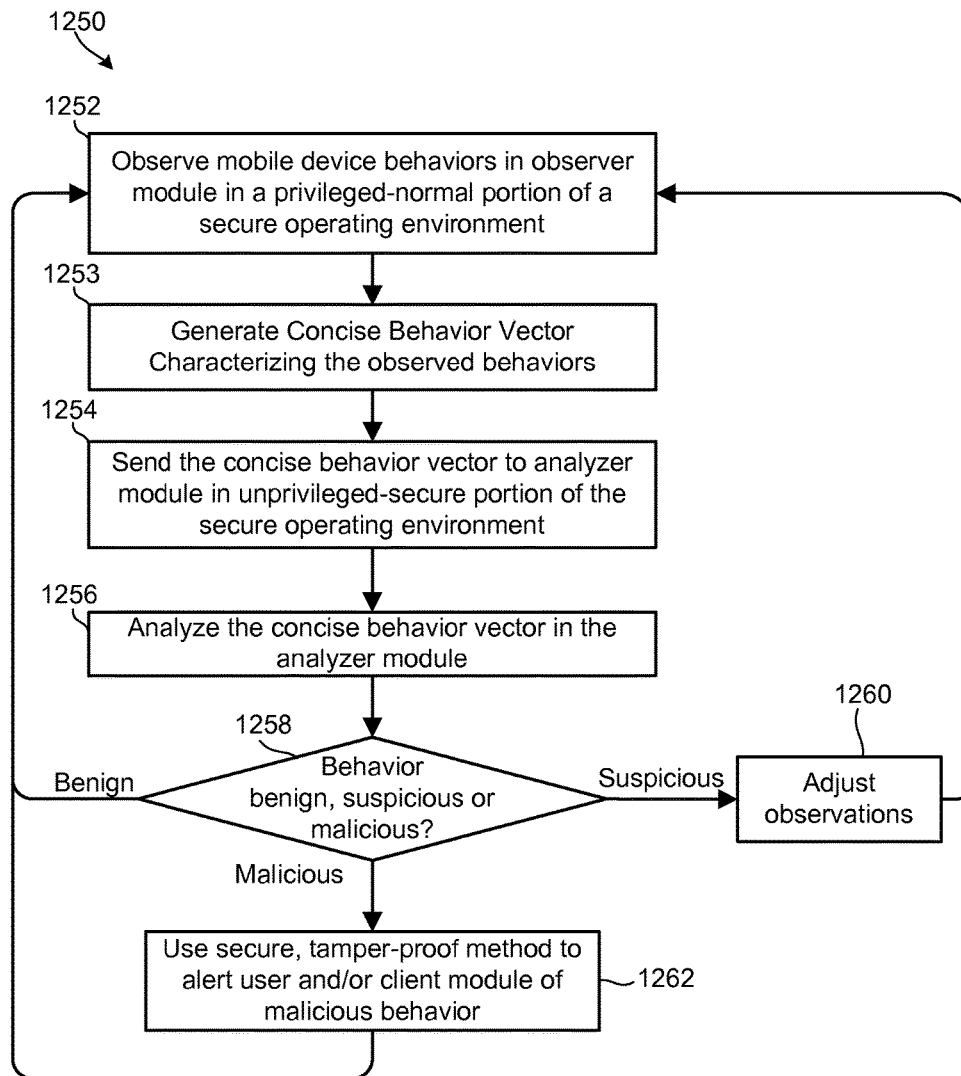 1250
1252
Observe mobile device behaviors in observer
module in a privileged-normal portion of a
secure operating environment
1253
Generate Concise Behavior Vector
Characterizing the observed behaviors
1254
Send the concise behavior vector to analyzer
module in unprivileged-secure portion of the
secure operating environment
1256
Analyze the concise behavior vector in the
analyzer module
1258
Behavior
benign, suspicious or
malicious?
Benign
Suspicious
1260
Adjust
observations
Malicious
Use secure, tamper-proof method to
alert user and/or client module of
malicious behavior
1262